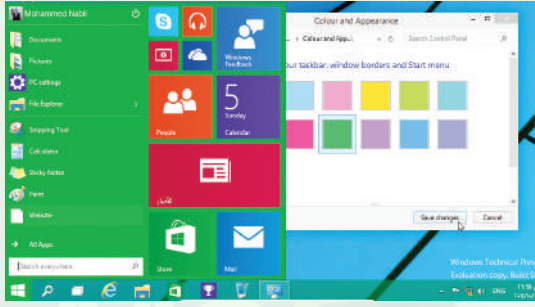 Mohammed Nabil
Documents
Pictures
PC settings
File Explorer
Snipping Tool
Calculator
Sticky Notes
Paint
Website
All Apps
Search everywhere
Windows Feedback
People
5
Sunday
Calendar
الأخبار
Store
Mail
Colour and Appearance
Colour and App...
Search Control Panel
our taskbar, window borders and Start menu
Save changes
Cancel
Windows Technical Prev
Evaluation copy. Build
ENG